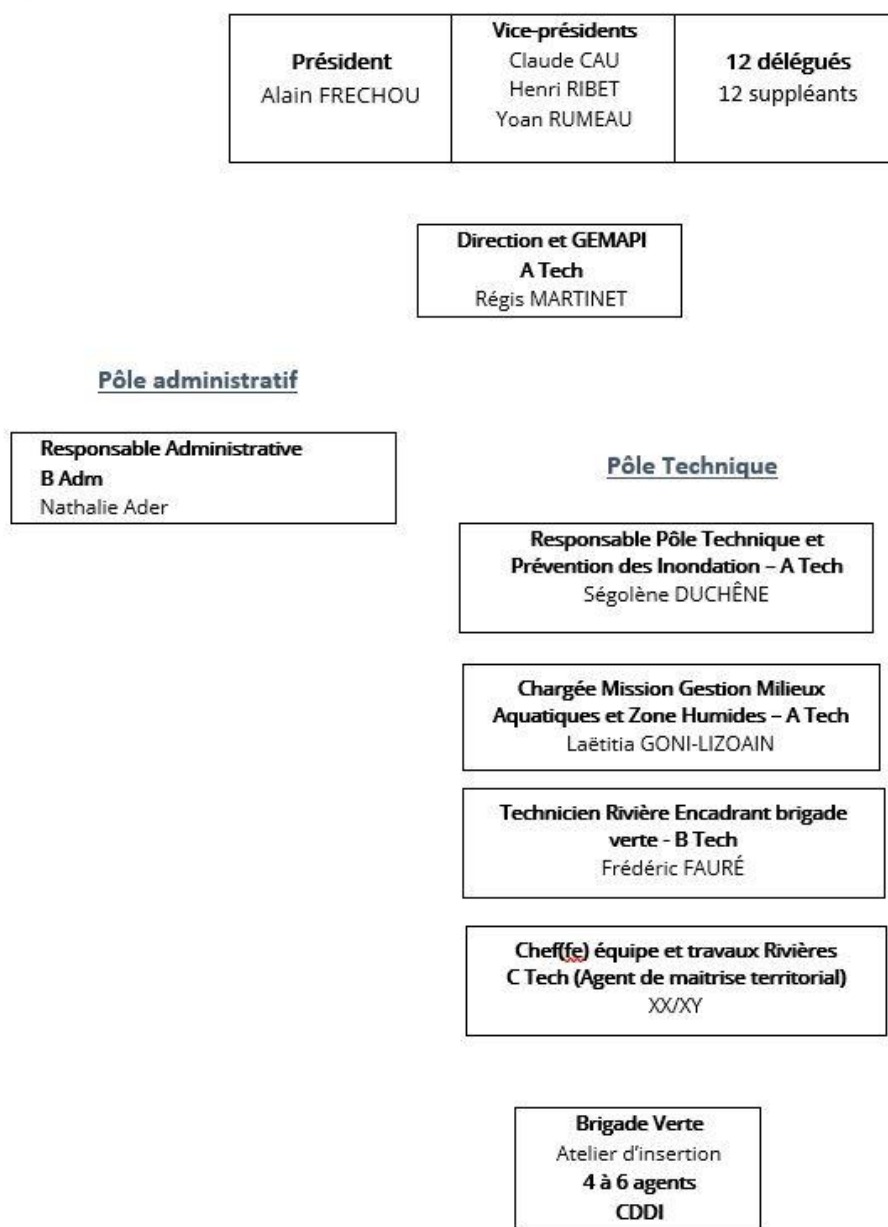 Président
Alain FRECHOU
Vice-présidents
Claude CAU
Henri RIBET
Yoan RUMEAU
12 délégués
12 suppléants
Direction et GEMAPI
A Tech
Régis MARTINET
Pôle administratif
Responsable Administrative
B Adm
Nathalie Ader
Pôle Technique
Responsable Pôle Technique et
Prévention des Inondation – A Tech
Ségolène DUCHÊNE
Chargée Mission Gestion Milieux
Aquatiques et Zone Humides – A Tech
Laëtitia GONI-LIZOAIN
Technicien Rivière Encadrant brigade
verte - B Tech
Frédéric FAURÉ
Chef(fe) équipe et travaux Rivières
C Tech (Agent de maitrise territorial)
XX/XY
Brigade Verte
Atelier d’insertion
4 à 6 agents
CDDI